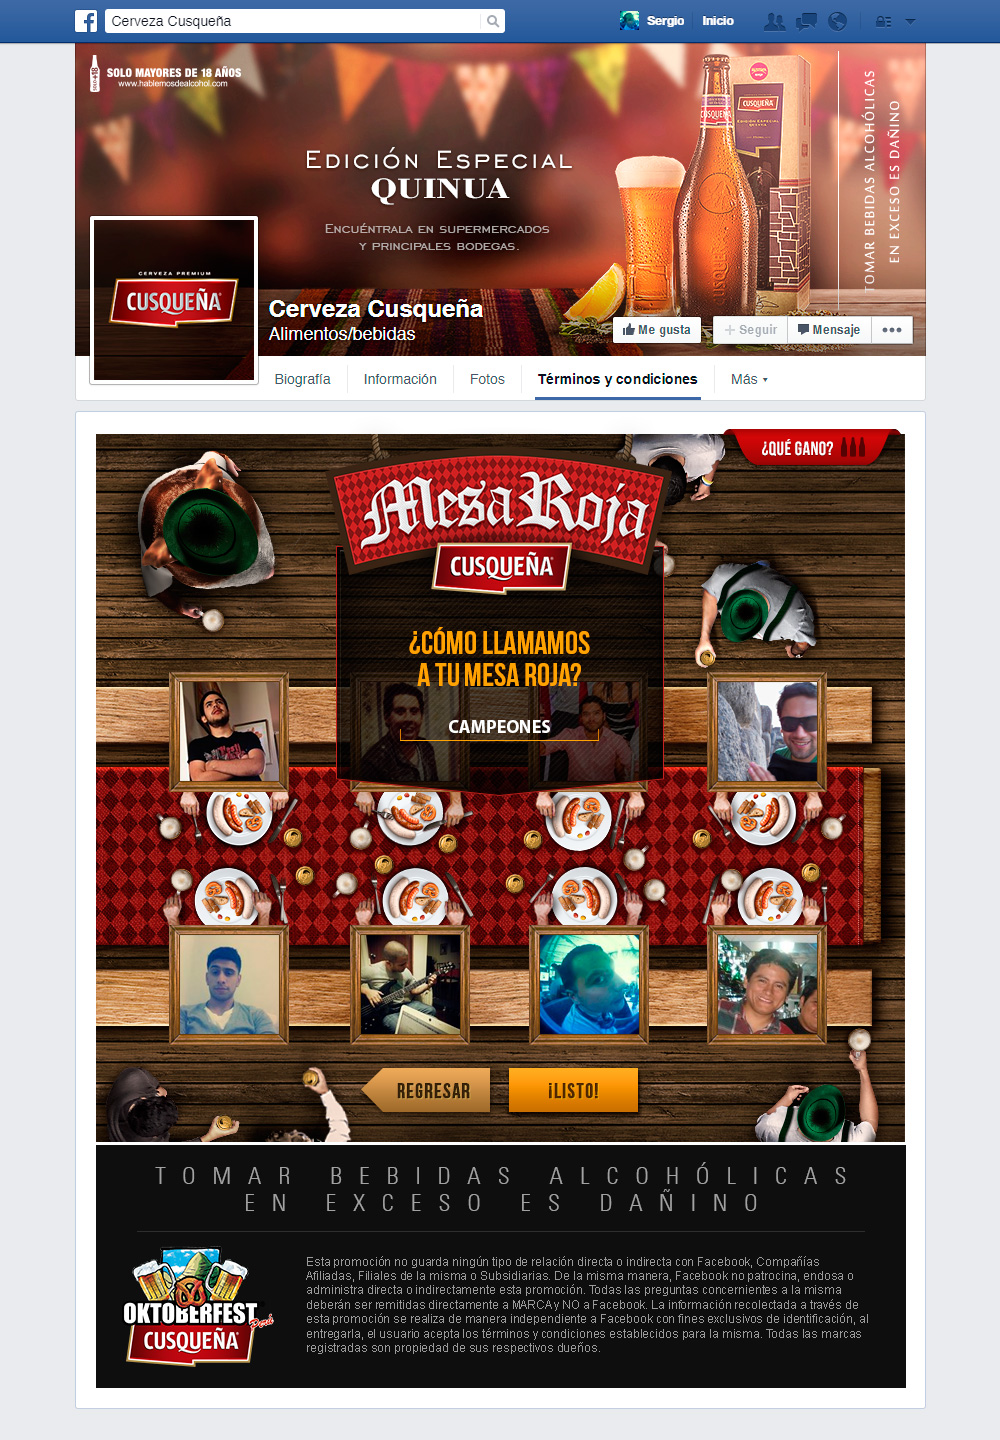 Cerveza Cusqueña
Sergio
Inicio
SOLO MAYORES DE 18 AÑOS
www.hablemosdealcohol.com
SOLO +18
EDICIÓN ESPECIAL
QUINUA
ENCUÉNTRALA EN SUPERMERCADOS
Y PRINCIPALES BODEGAS.
CUSQUEÑA
CUSQUEÑA
CUSQUEÑA
EDICIÓN ESPECIAL
QUINUA
TOMAR BEBIDAS ALCOHÓLICAS
EN EXCESO ES DAÑINO
CERVEZA PREMIUM
CUSQUEÑA
Cerveza Cusqueña
Alimentos/bebidas
Me gusta
Seguir
Mensaje
Biografía
Información
Fotos
Términos y condiciones
Más
¿QUÉ GANO?
Mesa Roja
CUSQUEÑA
¿CÓMO LLAMAMOS
A TU MESA ROJA?
CAMPEONES
REGRESAR
¡LISTO!
TOMAR BEBIDAS ALCOHÓLICAS
EN EXCESO ES DAÑINO
OKTOBERFEST
Perú
CUSQUEÑA
Esta promoción no guarda ningún tipo de relación directa o indirecta con Facebook, Compañías
Afiliadas, Filiales de la misma o Subsidiarias. De la misma manera, Facebook no patrocina, endosa o
administra directa o indirectamente esta promoción. Todas las preguntas concernientes a la misma
deberán ser remitidas directamente a MARCA y NO a Facebook. La información recolectada a través de
esta promoción se realiza de manera independiente a Facebook con fines exclusivos de identificación, al
entregarla, el usuario acepta los términos y condiciones establecidos para la misma. Todas las marcas
registradas son propiedad de sus respectivos dueños.